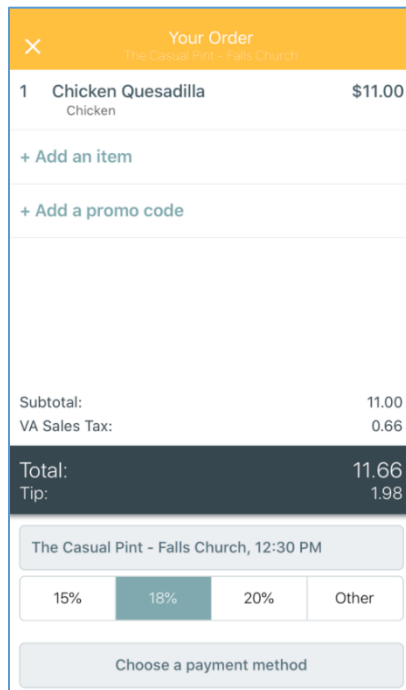 Your Order
The Casual Pint - Falls Church
1 Chicken Quesadilla $11.00
Chicken
+ Add an item
+ Add a promo code
Subtotal: 11.00
VA Sales Tax: 0.66
Total: 11.66
Tip: 1.98
The Casual Pint - Falls Church, 12:30 PM
15% 18% 20% Other
Choose a payment method